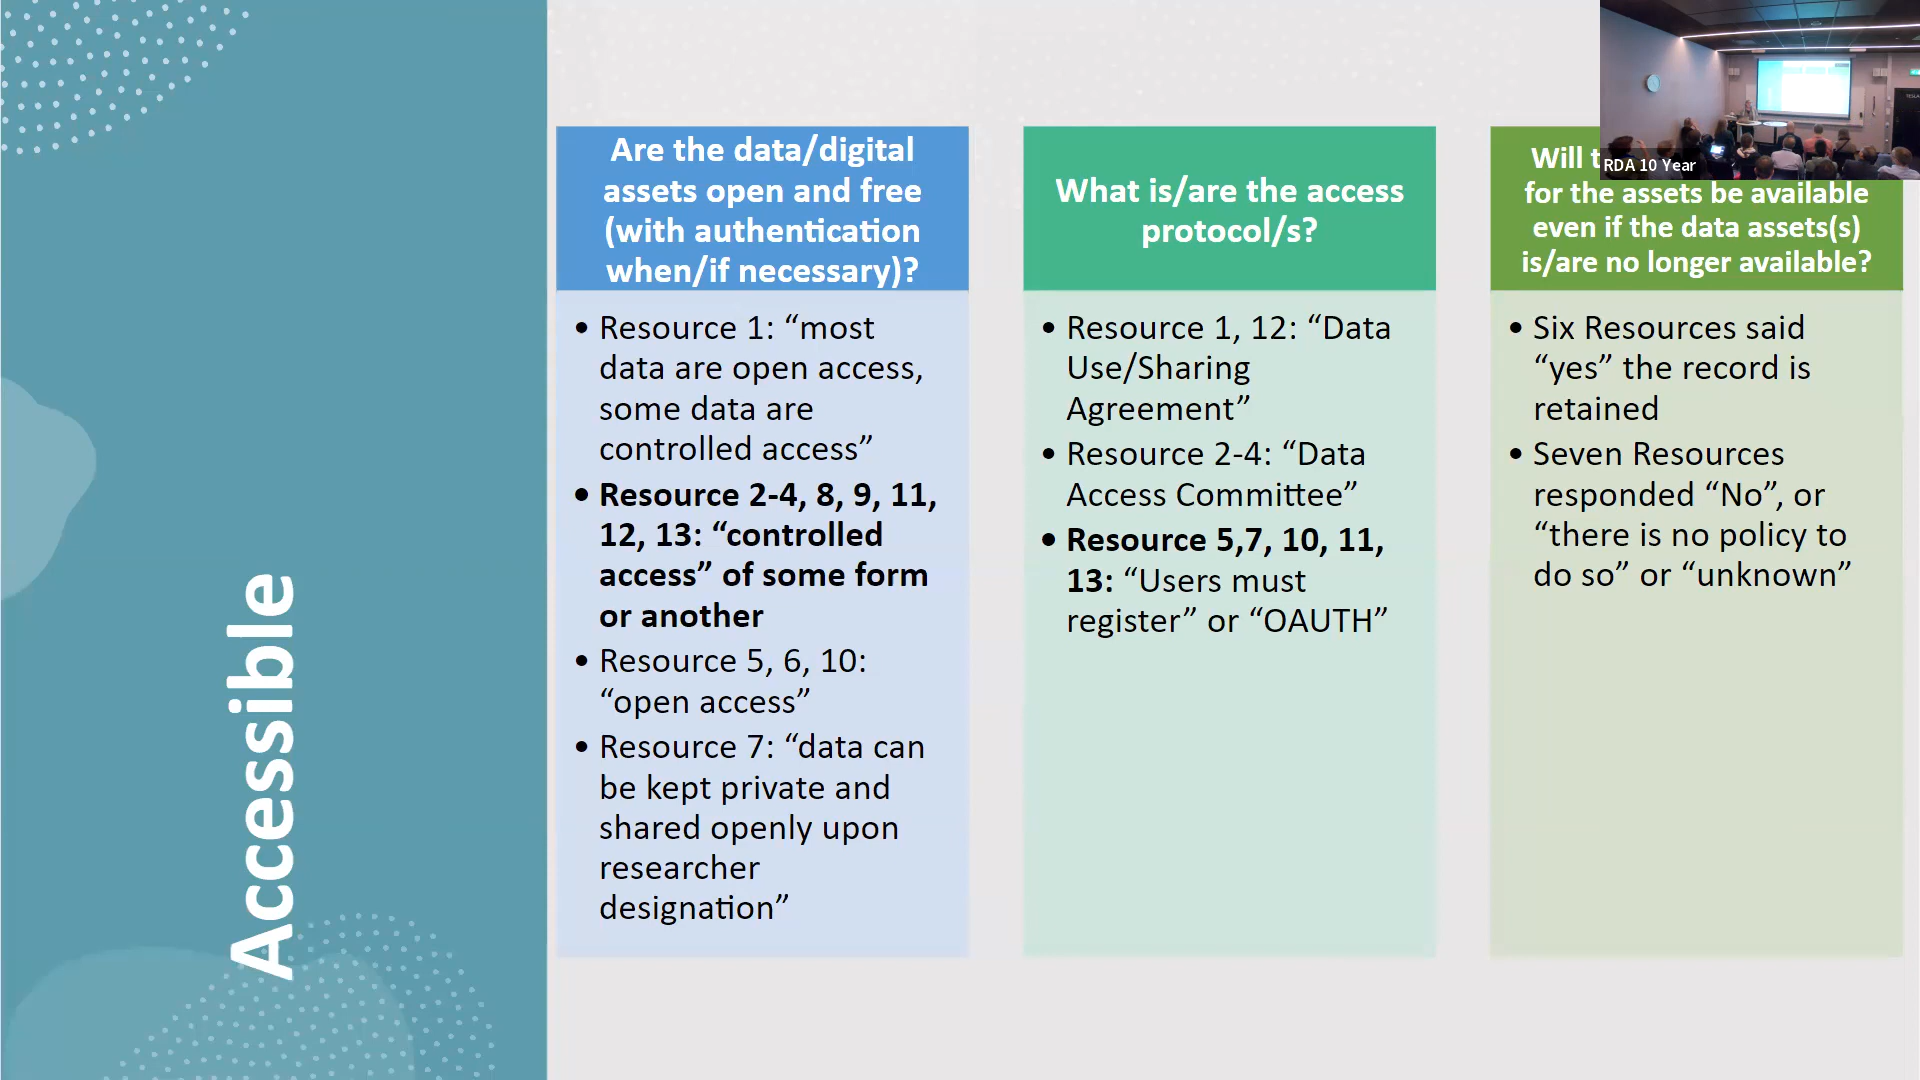 Accessible
Are the data/digital
assets open and free
(with authentication
when/if necessary)?
• Resource 1: “most
data are open access,
some data are
controlled access”
• Resource 2-4, 8, 9, 11,
12, 13: “controlled
access” of some form
or another
• Resource 5, 6, 10:
“open access”
• Resource 7: “data can
be kept private and
shared openly upon
researcher
designation”
What is/are the access
protocol/s?
• Resource 1, 12: “Data
Use/Sharing
Agreement”
• Resource 2-4: “Data
Access Committee”
• Resource 5,7, 10, 11,
13: “Users must
register” or “OAUTH”
Will
for the assets be available
even if the data assets(s)
is/are no longer available?
• Six Resources said
“yes” the record is
retained
• Seven Resources
responded “No”, or
“there is no policy to
do so” or “unknown”
RDA 10 Year